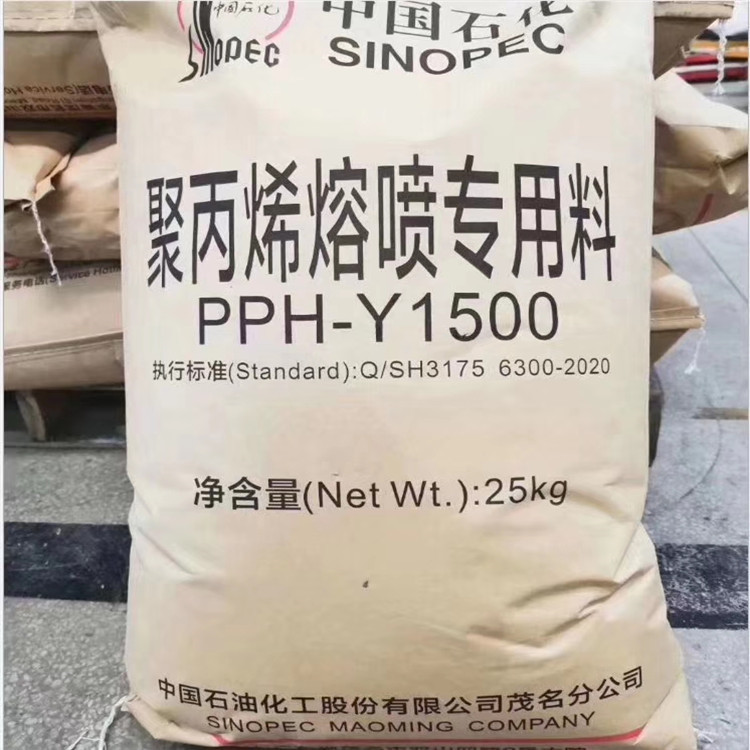 中国石化
SINOPEC
中国石化
SINOPEC
聚丙烯熔喷专用料
PPH-Y1500
执行标准(Standard):Q/SH3175 6300-2020
净含量(Net Wt.):25kg
中国石油化工股份有限公司茂名分公司
SINOPEC MAOMING COMPANY